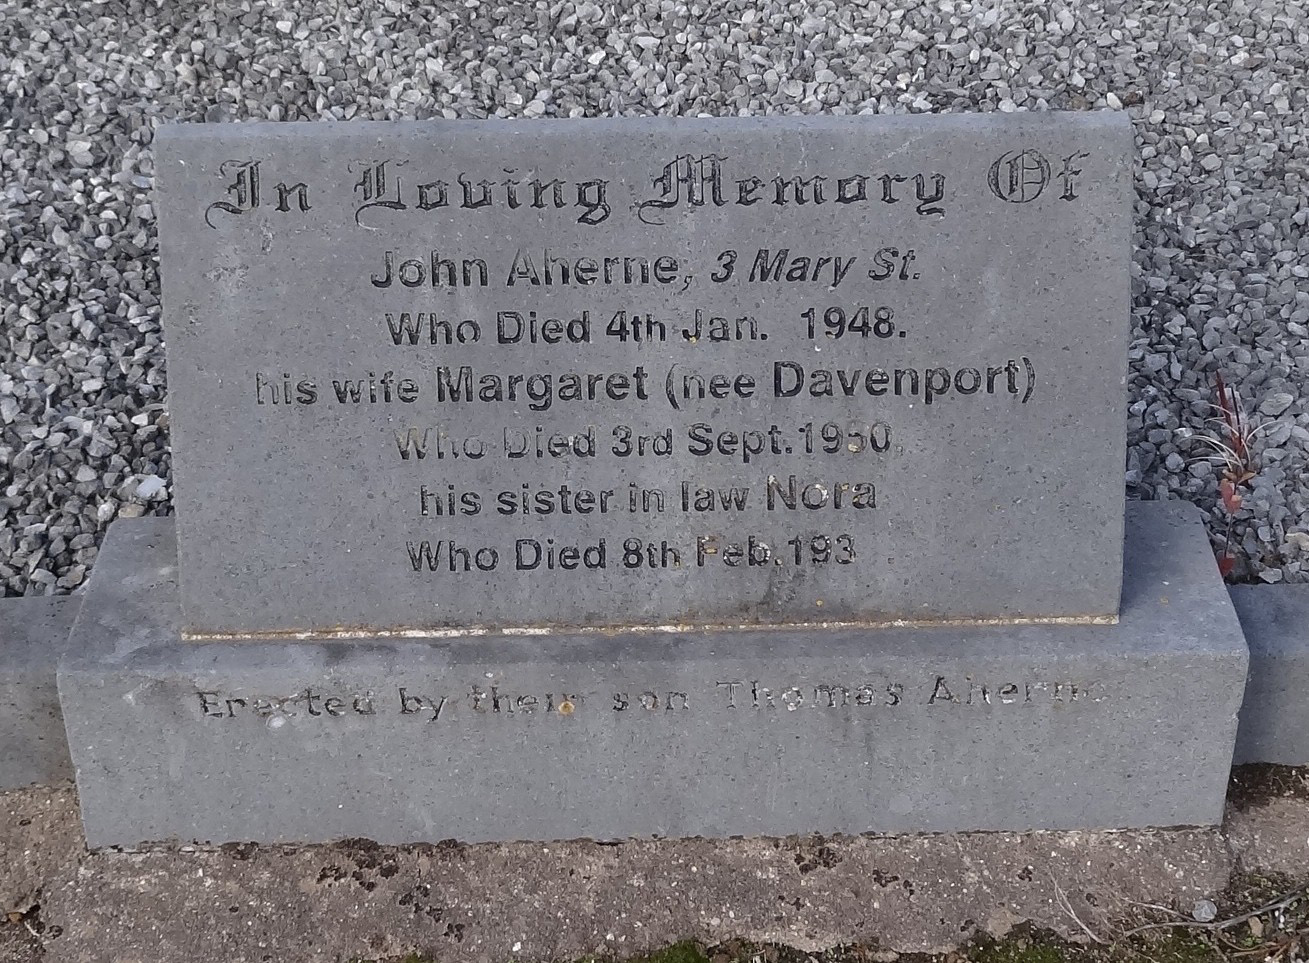 In Loving Memory Of
John Aherne, 3 Mary St.
Who Died 4th Jan. 1948.
his wife Margaret (nee Davenport)
Who Died 3rd Sept. 1950.
his sister in law Nora
Who Died 8th Feb. 193
Erected by their son Thomas Aherne